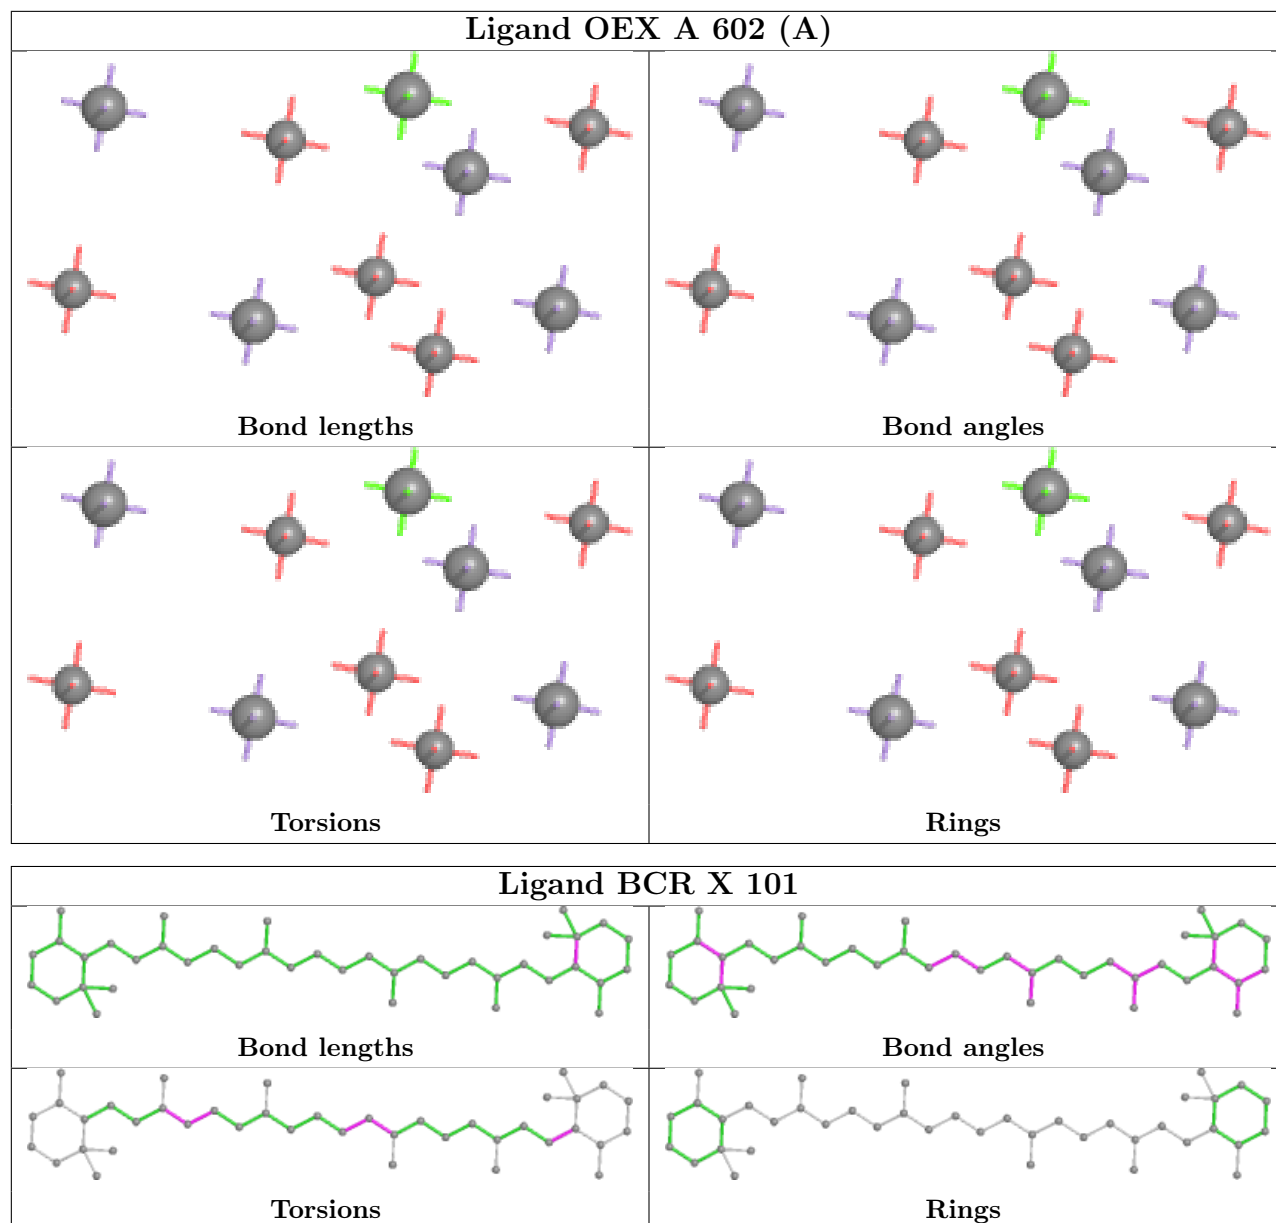 Ligand OEX A 602 (A)
Bond lengths
Bond angles
Torsions
Rings
Ligand BCR X 101
Bond lengths
Bond angles
Torsions
Rings